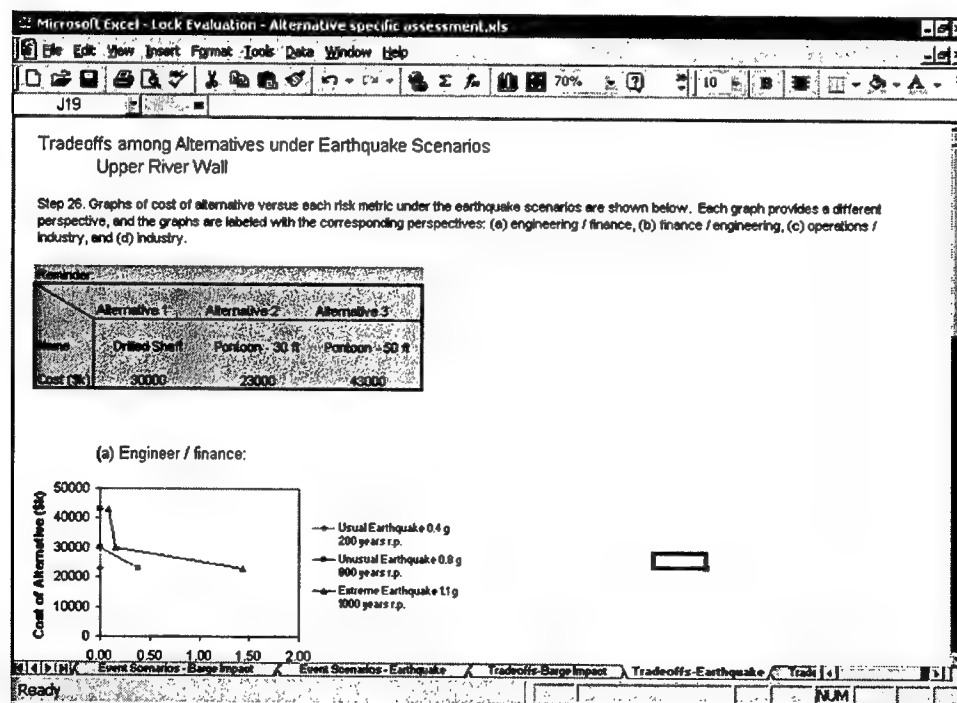 Microsoft Excel - Lock Evaluation - Alternative specific assessment.xls
File Edit View Insert Format Tools Data Window Help
70% 10 B A
J19 =
Tradeoffs among Alternatives under Earthquake Scenarios
Upper River Wall
Step 26. Graphs of cost of alternative versus each risk metric under the earthquake scenarios are shown below. Each graph provides a different
perspective, and the graphs are labeled with the corresponding perspectives: (a) engineering / finance, (b) finance / engineering, (c) operations /
industry, and (d) industry.
Reminder:
Alternative 1 Alternative 2 Alternative 3
Name Drilled Shaft Pontoon - 30 ft Pontoon - 50 ft
Cost ($k) 30000 23000 43000
(a) Engineer / finance:
Cost of Alternative ($k)
50000
40000
30000
20000
10000
0
0.00 0.50 1.00 1.50 2.00
Usual Earthquake 0.4 g
200 years r.p.
Unusual Earthquake 0.8 g
800 years r.p.
Extreme Earthquake 1.1 g
1000 years r.p.
Event Scenarios - Barge Impact Event Scenarios - Earthquake Tradeoffs-Barge Impact Tradeoffs-Earthquake Trade
Ready NUM